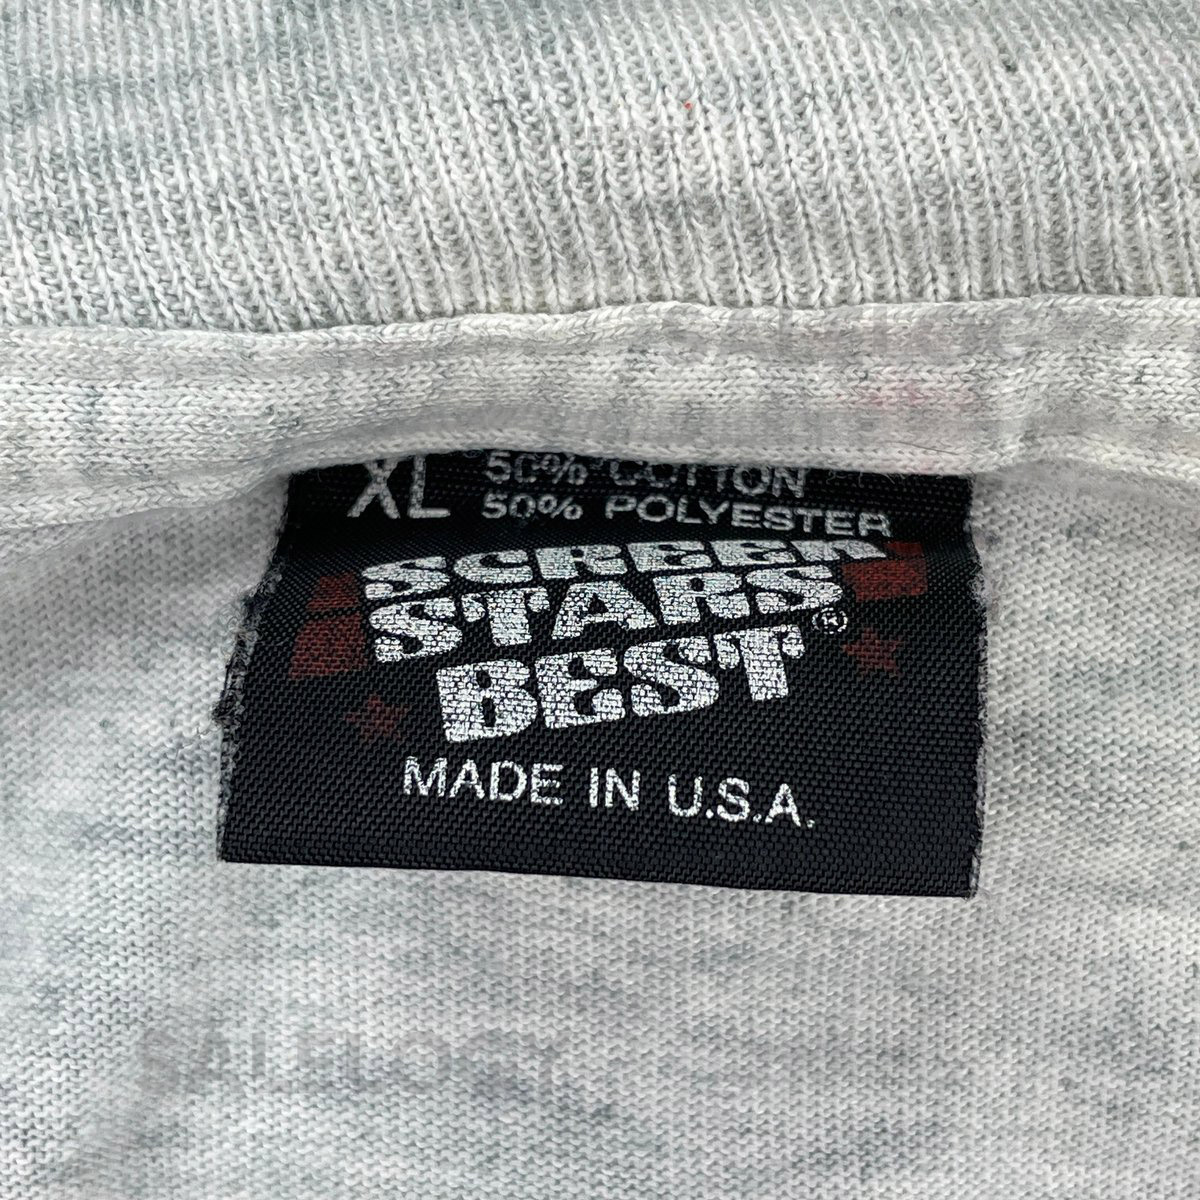 XL 50% COTTON
50% POLYESTER
SCREEN
STARS
BEST®
MADE IN U.S.A.